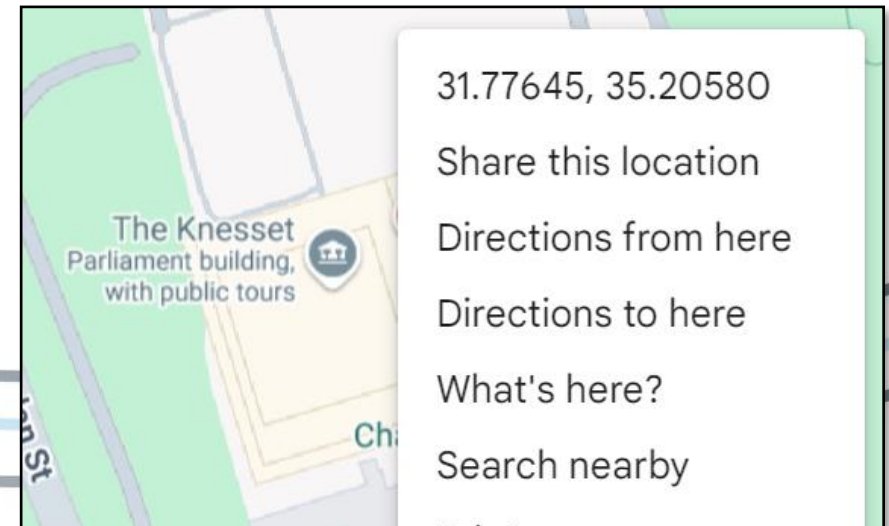 The Knesset
Parliament building,
with public tours
31.77645, 35.20580
Share this location
Directions from here
Directions to here
What's here?
Search nearby
St